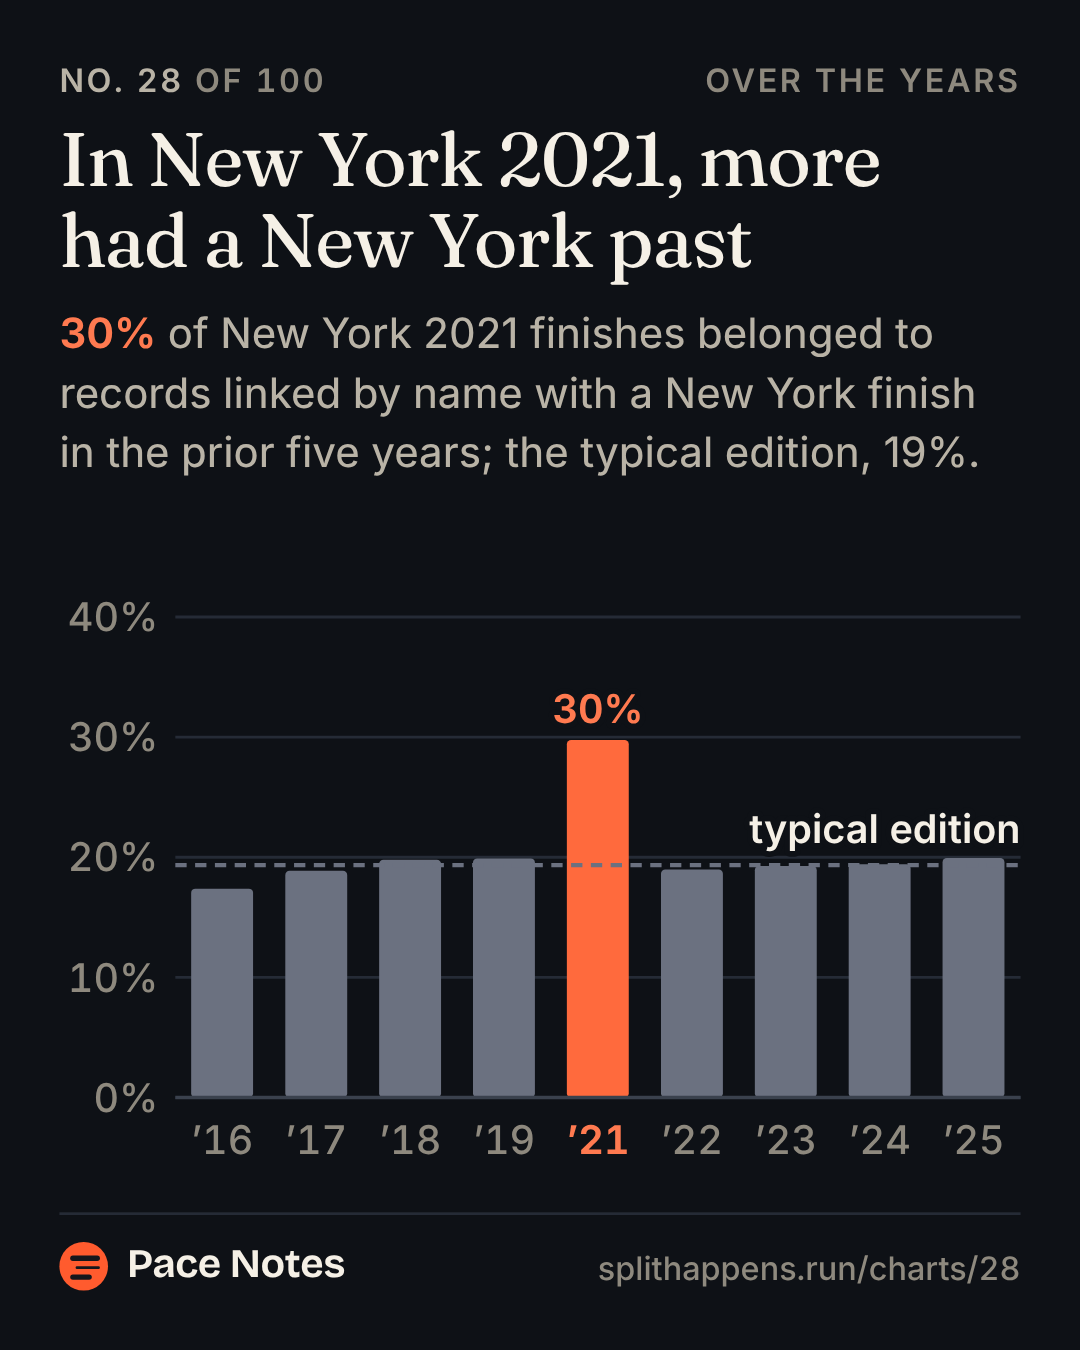 NO. 28 OF 100
OVER THE YEARS
In New York 2021, more
had a New York past
30% of New York 2021 finishes belonged to
records linked by name with a New York finish
in the prior five years; the typical edition, 19%.
40%
30%
30%
typical edition
20%
10%
0%
’16 ’17 ’18 ’19 ’21 ’22 ’23 ’24 ’25
Pace Notes
splithappens.run/charts/28